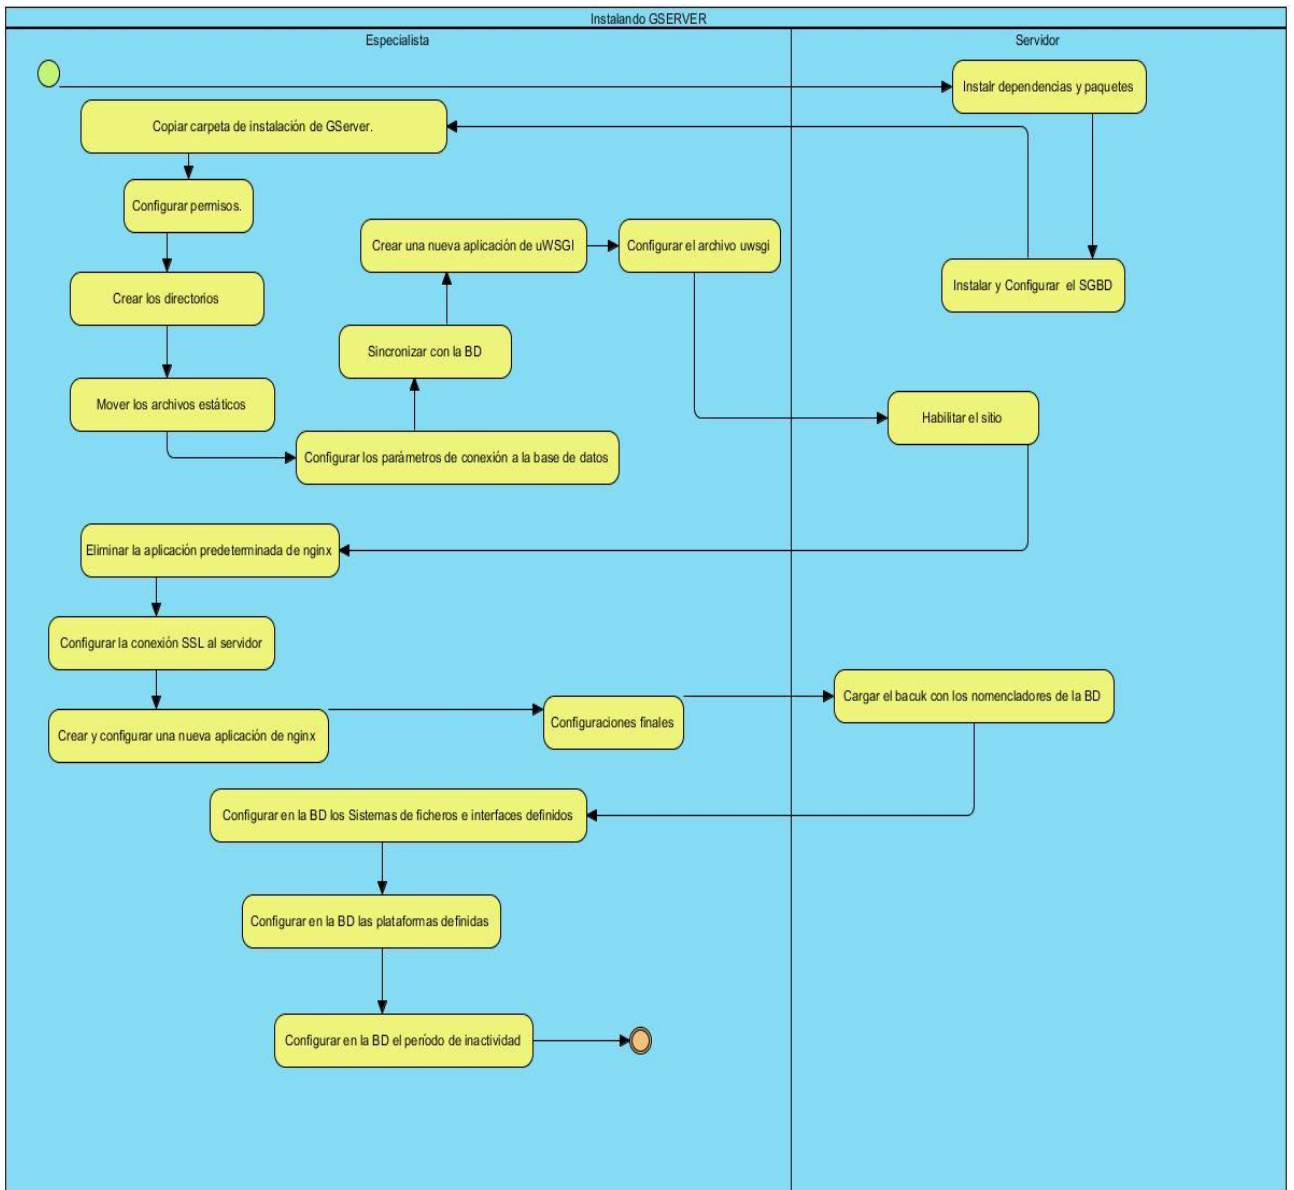 Instalando GSERVER
Especialista
Servidor
Instalr dependencias y paquetes
Copiar carpeta de instalación de GServer.
Configurar permisos.
Crear una nueva aplicación de uWSGI
Configurar el archivo uwsgi
Instalar y Configurar el SGBD
Crear los directorios
Sincronizar con la BD
Mover los archivos estáticos
Habilitar el sitio
Configurar los parámetros de conexión a la base de datos
Eliminar la aplicación predeterminada de nginx
Configurar la conexión SSL al servidor
Crear y configurar una nueva aplicación de nginx
Configuraciones finales
Cargar el bacuk con los nomencladores de la BD
Configurar en la BD los Sistemas de ficheros e interfaces definidos
Configurar en la BD las plataformas definidas
Configurar en la BD el período de inactividad